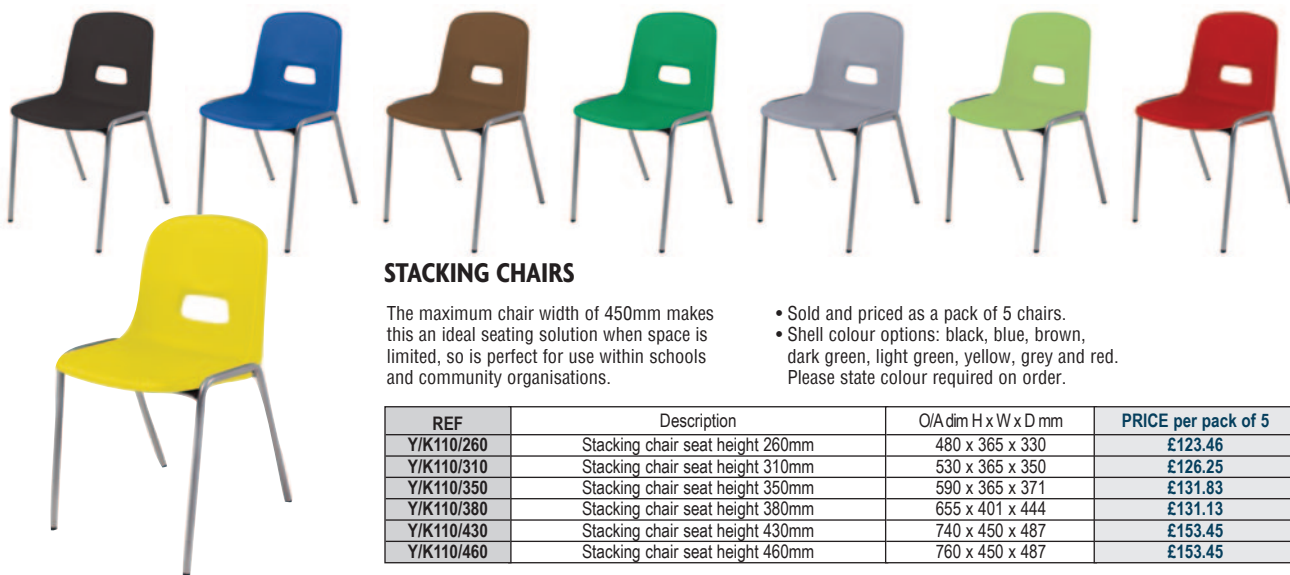 STACKING CHAIRS
The maximum chair width of 450mm makes
this an ideal seating solution when space is
limited, so is perfect for use within schools
and community organisations.
• Sold and priced as a pack of 5 chairs.
• Shell colour options: black, blue, brown,
dark green, light green, yellow, grey and red.
Please state colour required on order.
REF Description O/A dim H x W x D mm PRICE per pack of 5
Y/K110/260 Stacking chair seat height 260mm 480 x 365 x 330 £123.46
Y/K110/310 Stacking chair seat height 310mm 530 x 365 x 350 £126.25
Y/K110/350 Stacking chair seat height 350mm 590 x 365 x 371 £131.83
Y/K110/380 Stacking chair seat height 380mm 655 x 401 x 444 £131.13
Y/K110/430 Stacking chair seat height 430mm 740 x 450 x 487 £153.45
Y/K110/460 Stacking chair seat height 460mm 760 x 450 x 487 £153.45